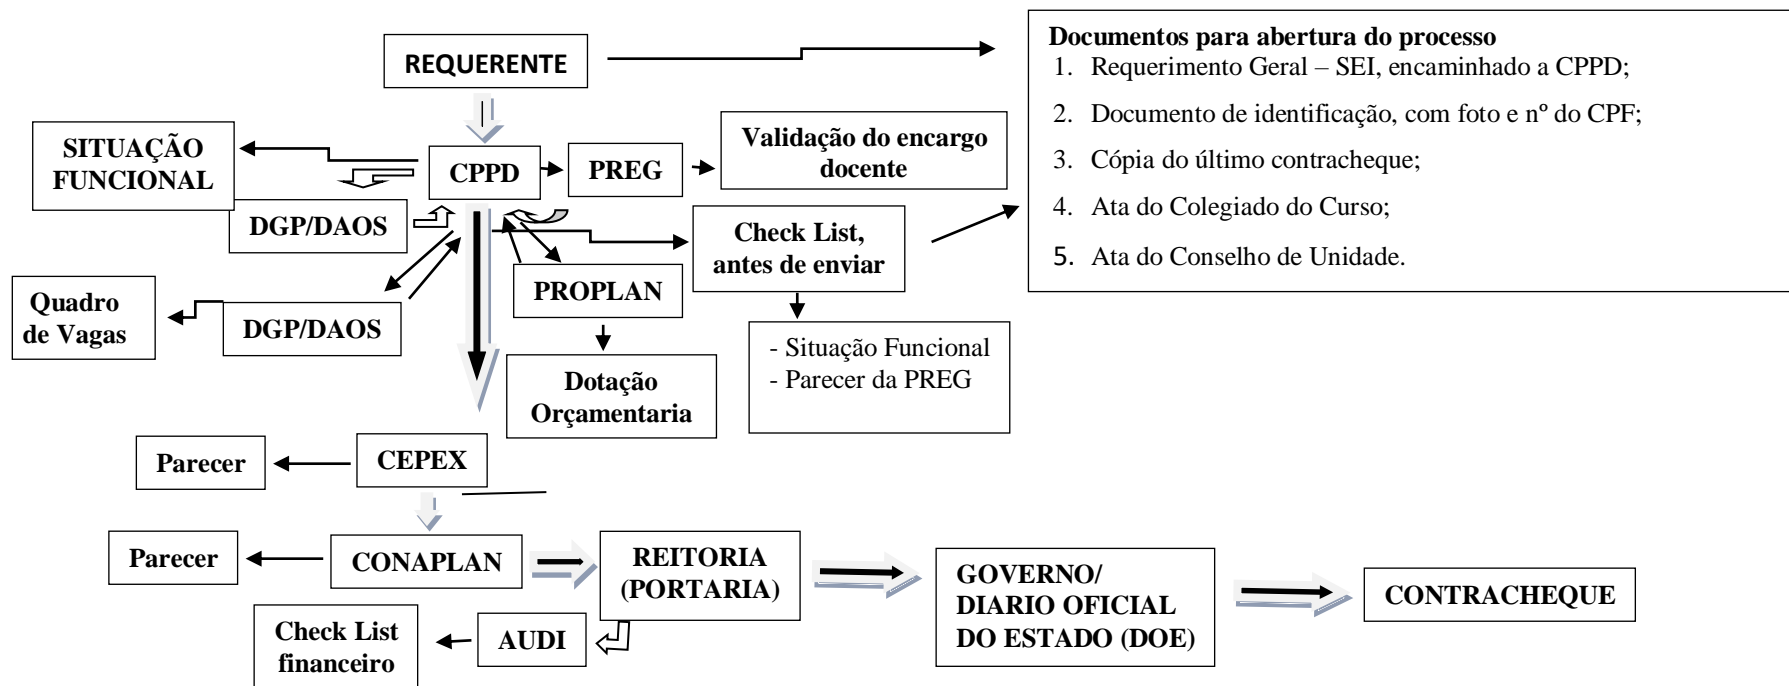 REQUERENTE
Documentos para abertura do processo
1. Requerimento Geral – SEI, encaminhado a CPPD;
2. Documento de identificação, com foto e nº do CPF;
3. Cópia do último contracheque;
4. Ata do Colegiado do Curso;
5. Ata do Conselho de Unidade.
SITUAÇÃO
FUNCIONAL
CPPD
PREG
Validação do encargo
docente
DGP/DAOS
Check List,
antes de enviar
PROPLAN
Quadro
de Vagas
DGP/DAOS
- Situação Funcional
- Parecer da PREG
Dotação
Orçamentaria
Parecer
CEPEX
Parecer
CONAPLAN
REITORIA
(PORTARIA)
GOVERNO/
DIARIO OFICIAL
DO ESTADO (DOE)
CONTRACHEQUE
Check List
financeiro
AUDI